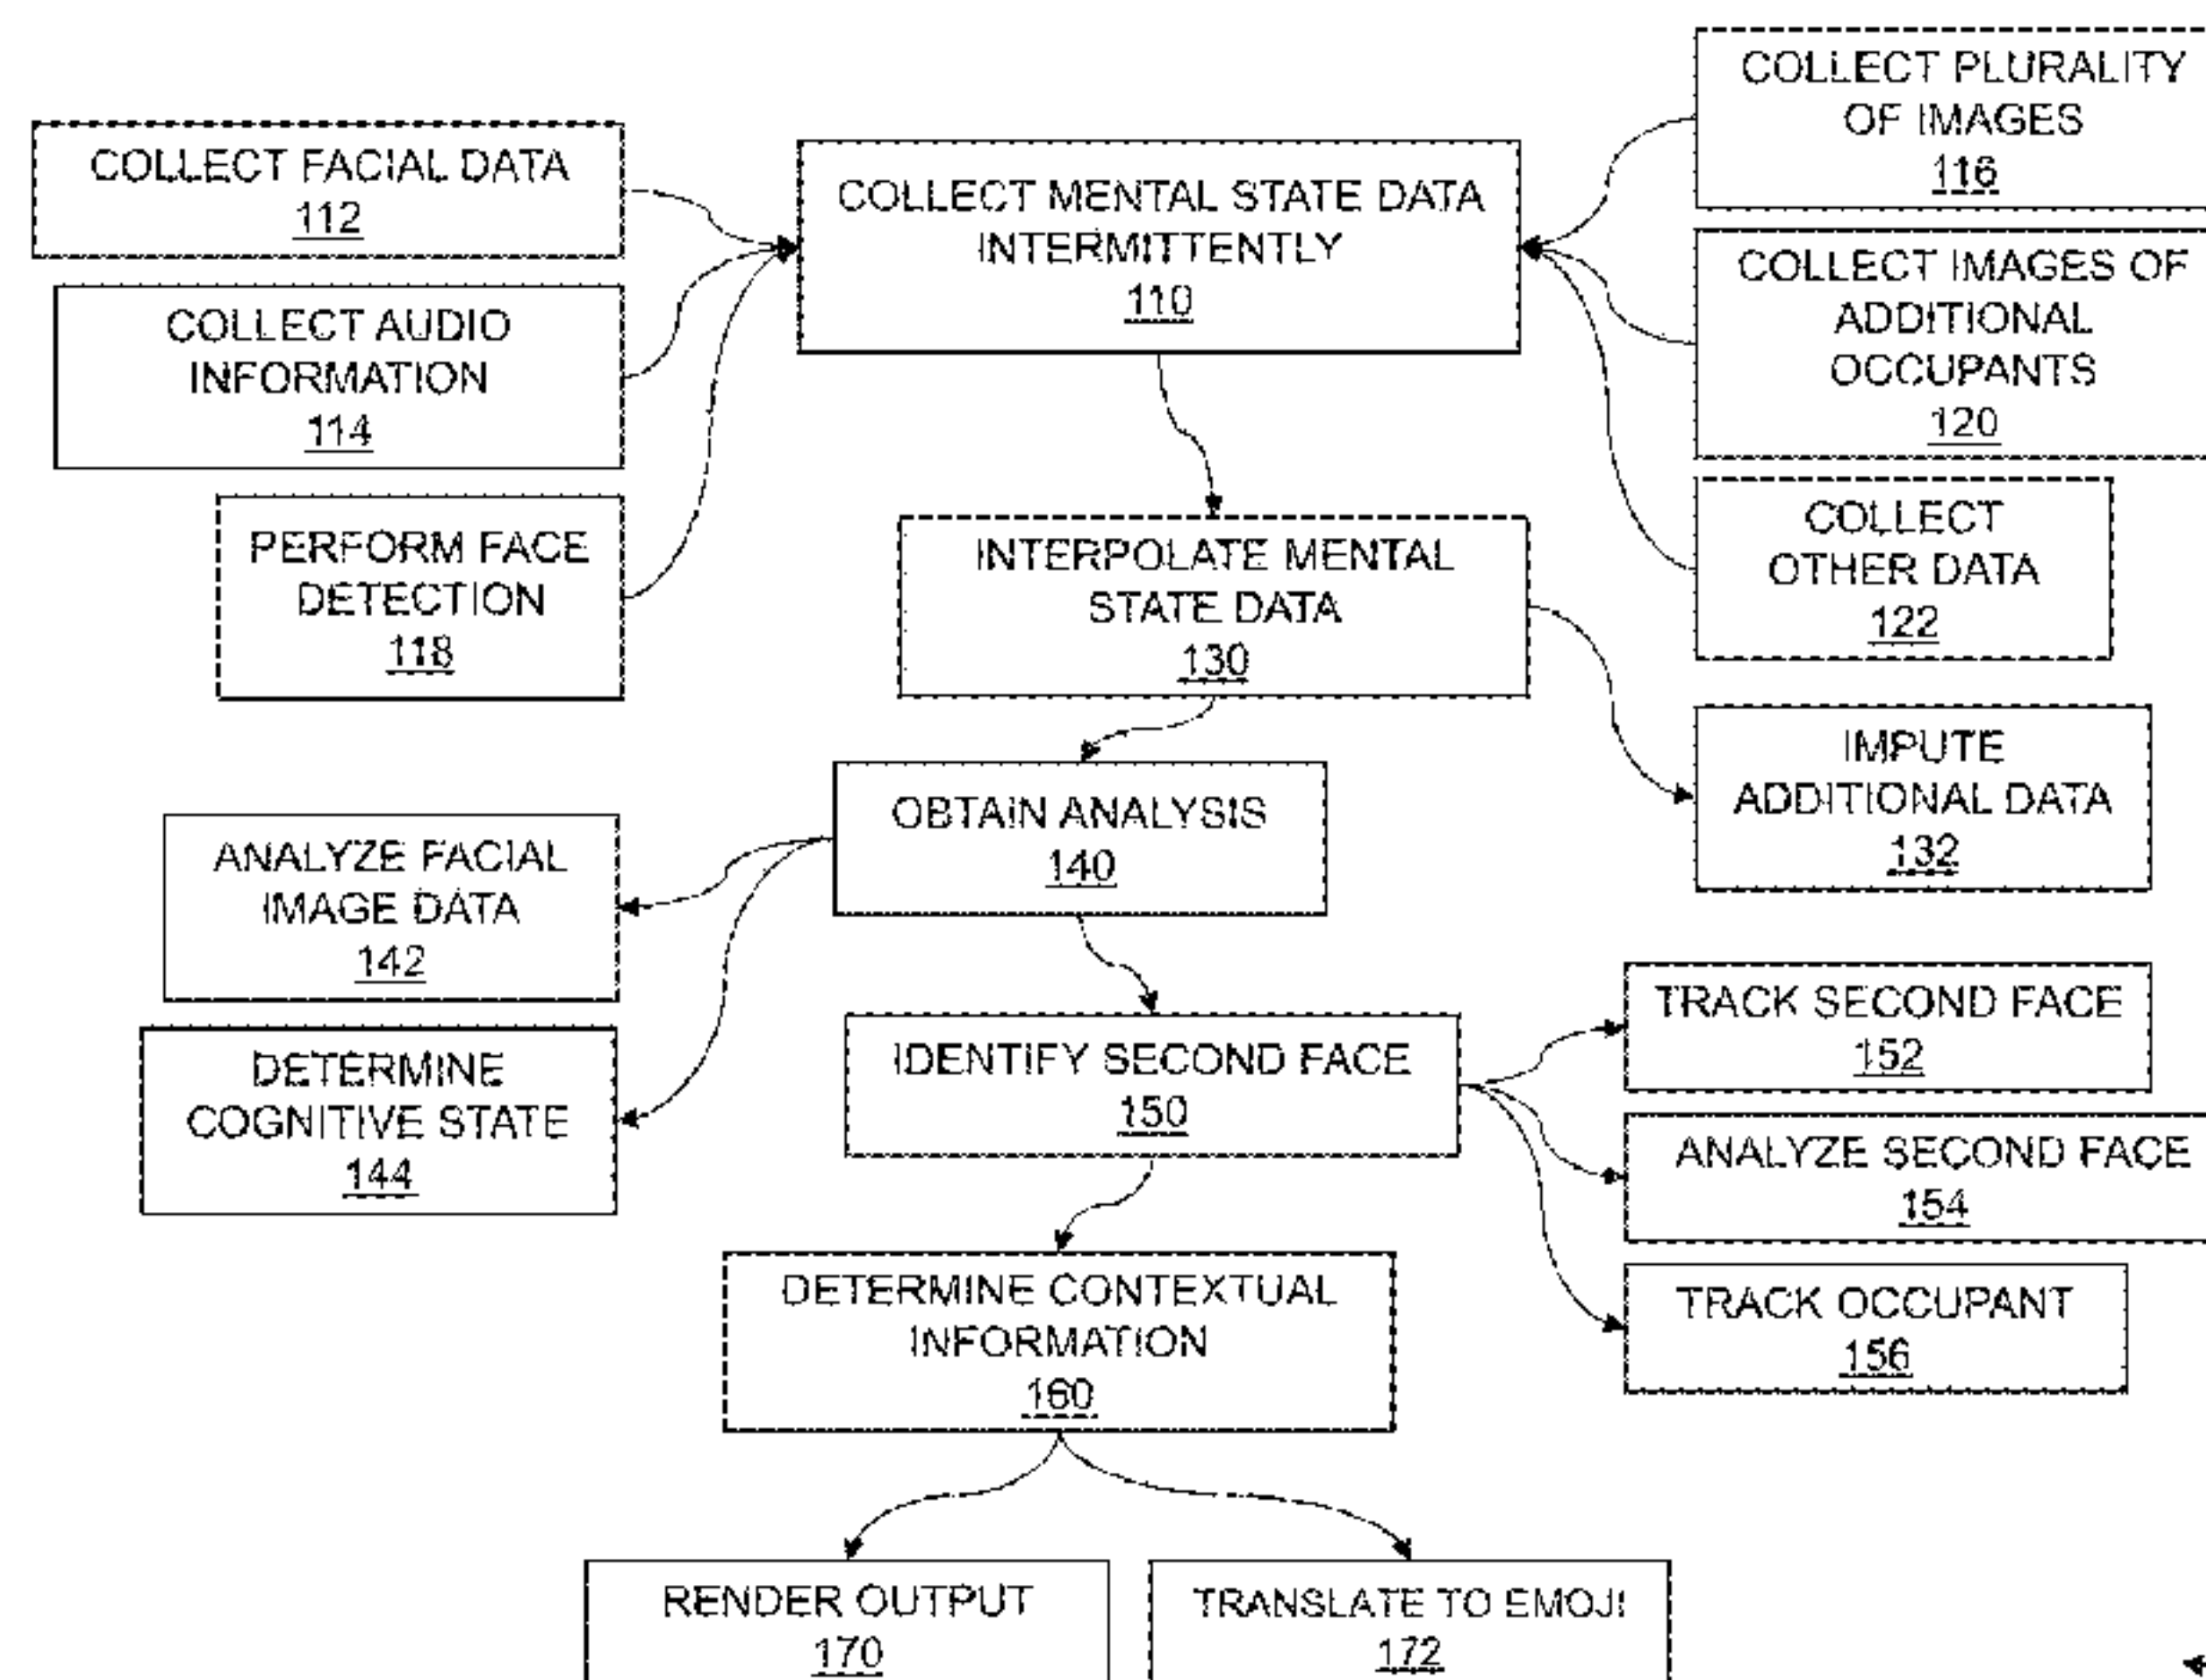 COLLECT PLURALITY
OF IMAGES
116
COLLECT FACIAL DATA
112
COLLECT MENTAL STATE DATA
INTERMITTENTLY
110
COLLECT IMAGES OF
ADDITIONAL
OCCUPANTS
120
COLLECT AUDIO
INFORMATION
114
COLLECT
OTHER DATA
122
PERFORM FACE
DETECTION
118
INTERPOLATE MENTAL
STATE DATA
130
IMPUTE
ADDITIONAL DATA
132
OBTAIN ANALYSIS
140
ANALYZE FACIAL
IMAGE DATA
142
DETERMINE
COGNITIVE STATE
144
IDENTIFY SECOND FACE
150
TRACK SECOND FACE
152
ANALYZE SECOND FACE
154
TRACK OCCUPANT
156
DETERMINE CONTEXTUAL
INFORMATION
160
RENDER OUTPUT
170
TRANSLATE TO EMOJI
172